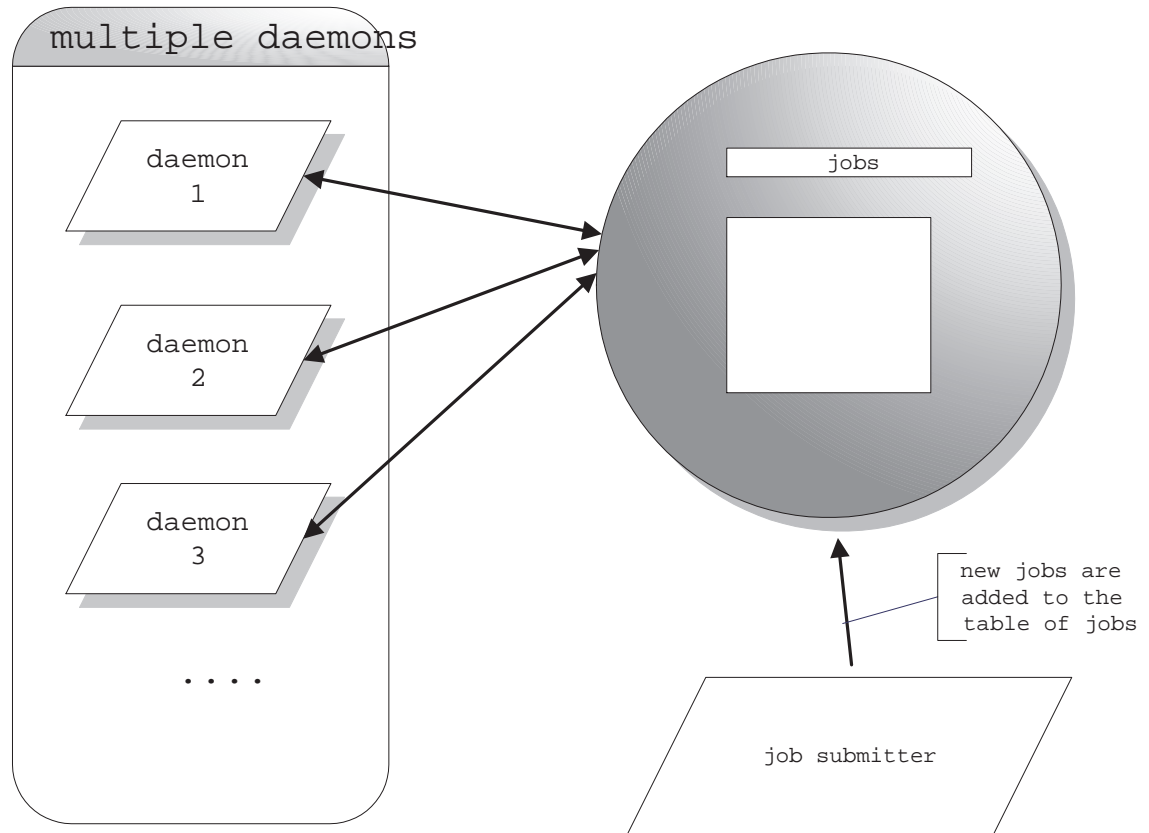 multiple daemons
daemon
1
daemon
2
daemon
3
....
jobs
new jobs are
added to the
table of jobs
job submitter